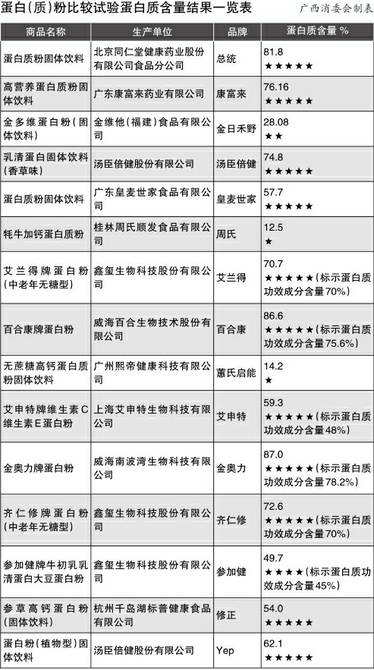 蛋白(质)粉比较试验蛋白质含量结果一览表
广西消委会制表
商品名称 生产单位 品牌 蛋白质含量 %
蛋白质粉固体饮料 北京同仁堂健康药业股份有限公司食品分公司 总统 81.8 ★★★★★
高营养蛋白质粉固体饮料 广东康富来药业有限公司 康富来 76.16 ★★★★★
金多维蛋白粉(固体饮料) 金维他(福建)食品有限公司 金日禾野 28.08 ★★
乳清蛋白固体饮料(香草味) 汤臣倍健股份有限公司 汤臣倍健 74.8 ★★★★★
蛋白质粉固体饮料 广东皇麦世家食品有限公司 皇麦世家 57.7 ★★★★★
牦牛加钙蛋白质粉 桂林周氏顺发食品有限公司 周氏 12.5 ★
艾兰得牌蛋白粉(中老年无糖型) 鑫玺生物科技股份有限公司 艾兰得 70.7 ★★★★★(标示蛋白质功效成分含量70%)
百合康牌蛋白粉 威海百合生物技术股份有限公司 百合康 86.6 ★★★★★(标示蛋白质功效成分含量75.6%)
无蔗糖高钙蛋白质粉固体饮料 广州熙帝健康科技有限公司 蕙氏启能 14.2 ★
艾申特牌维生素C维生素E蛋白粉 上海艾申特生物科技有限公司 艾申特 59.3 ★★★★★(标示蛋白质功效成分含量48%)
金奥力牌蛋白粉 威海南波湾生物科技有限公司 金奥力 87.0 ★★★★★(标示蛋白质功效成分含量78.2%)
齐仁修牌蛋白粉(中老年无糖型) 鑫玺生物科技股份有限公司 齐仁修 72.6 ★★★★★(标示蛋白质功效成分含量70%)
参加健牌牛初乳乳清蛋白大豆蛋白粉 鑫玺生物科技股份有限公司 参加健 49.7 ★★★★(标示蛋白质功效成分含量45%)
参草高钙蛋白粉(固体饮料) 杭州千岛湖标普健康食品有限公司 修正 54.0 ★★★★★
蛋白粉(植物型)固体饮料 汤臣倍健股份有限公司 Yep 62.1 ★★★★★